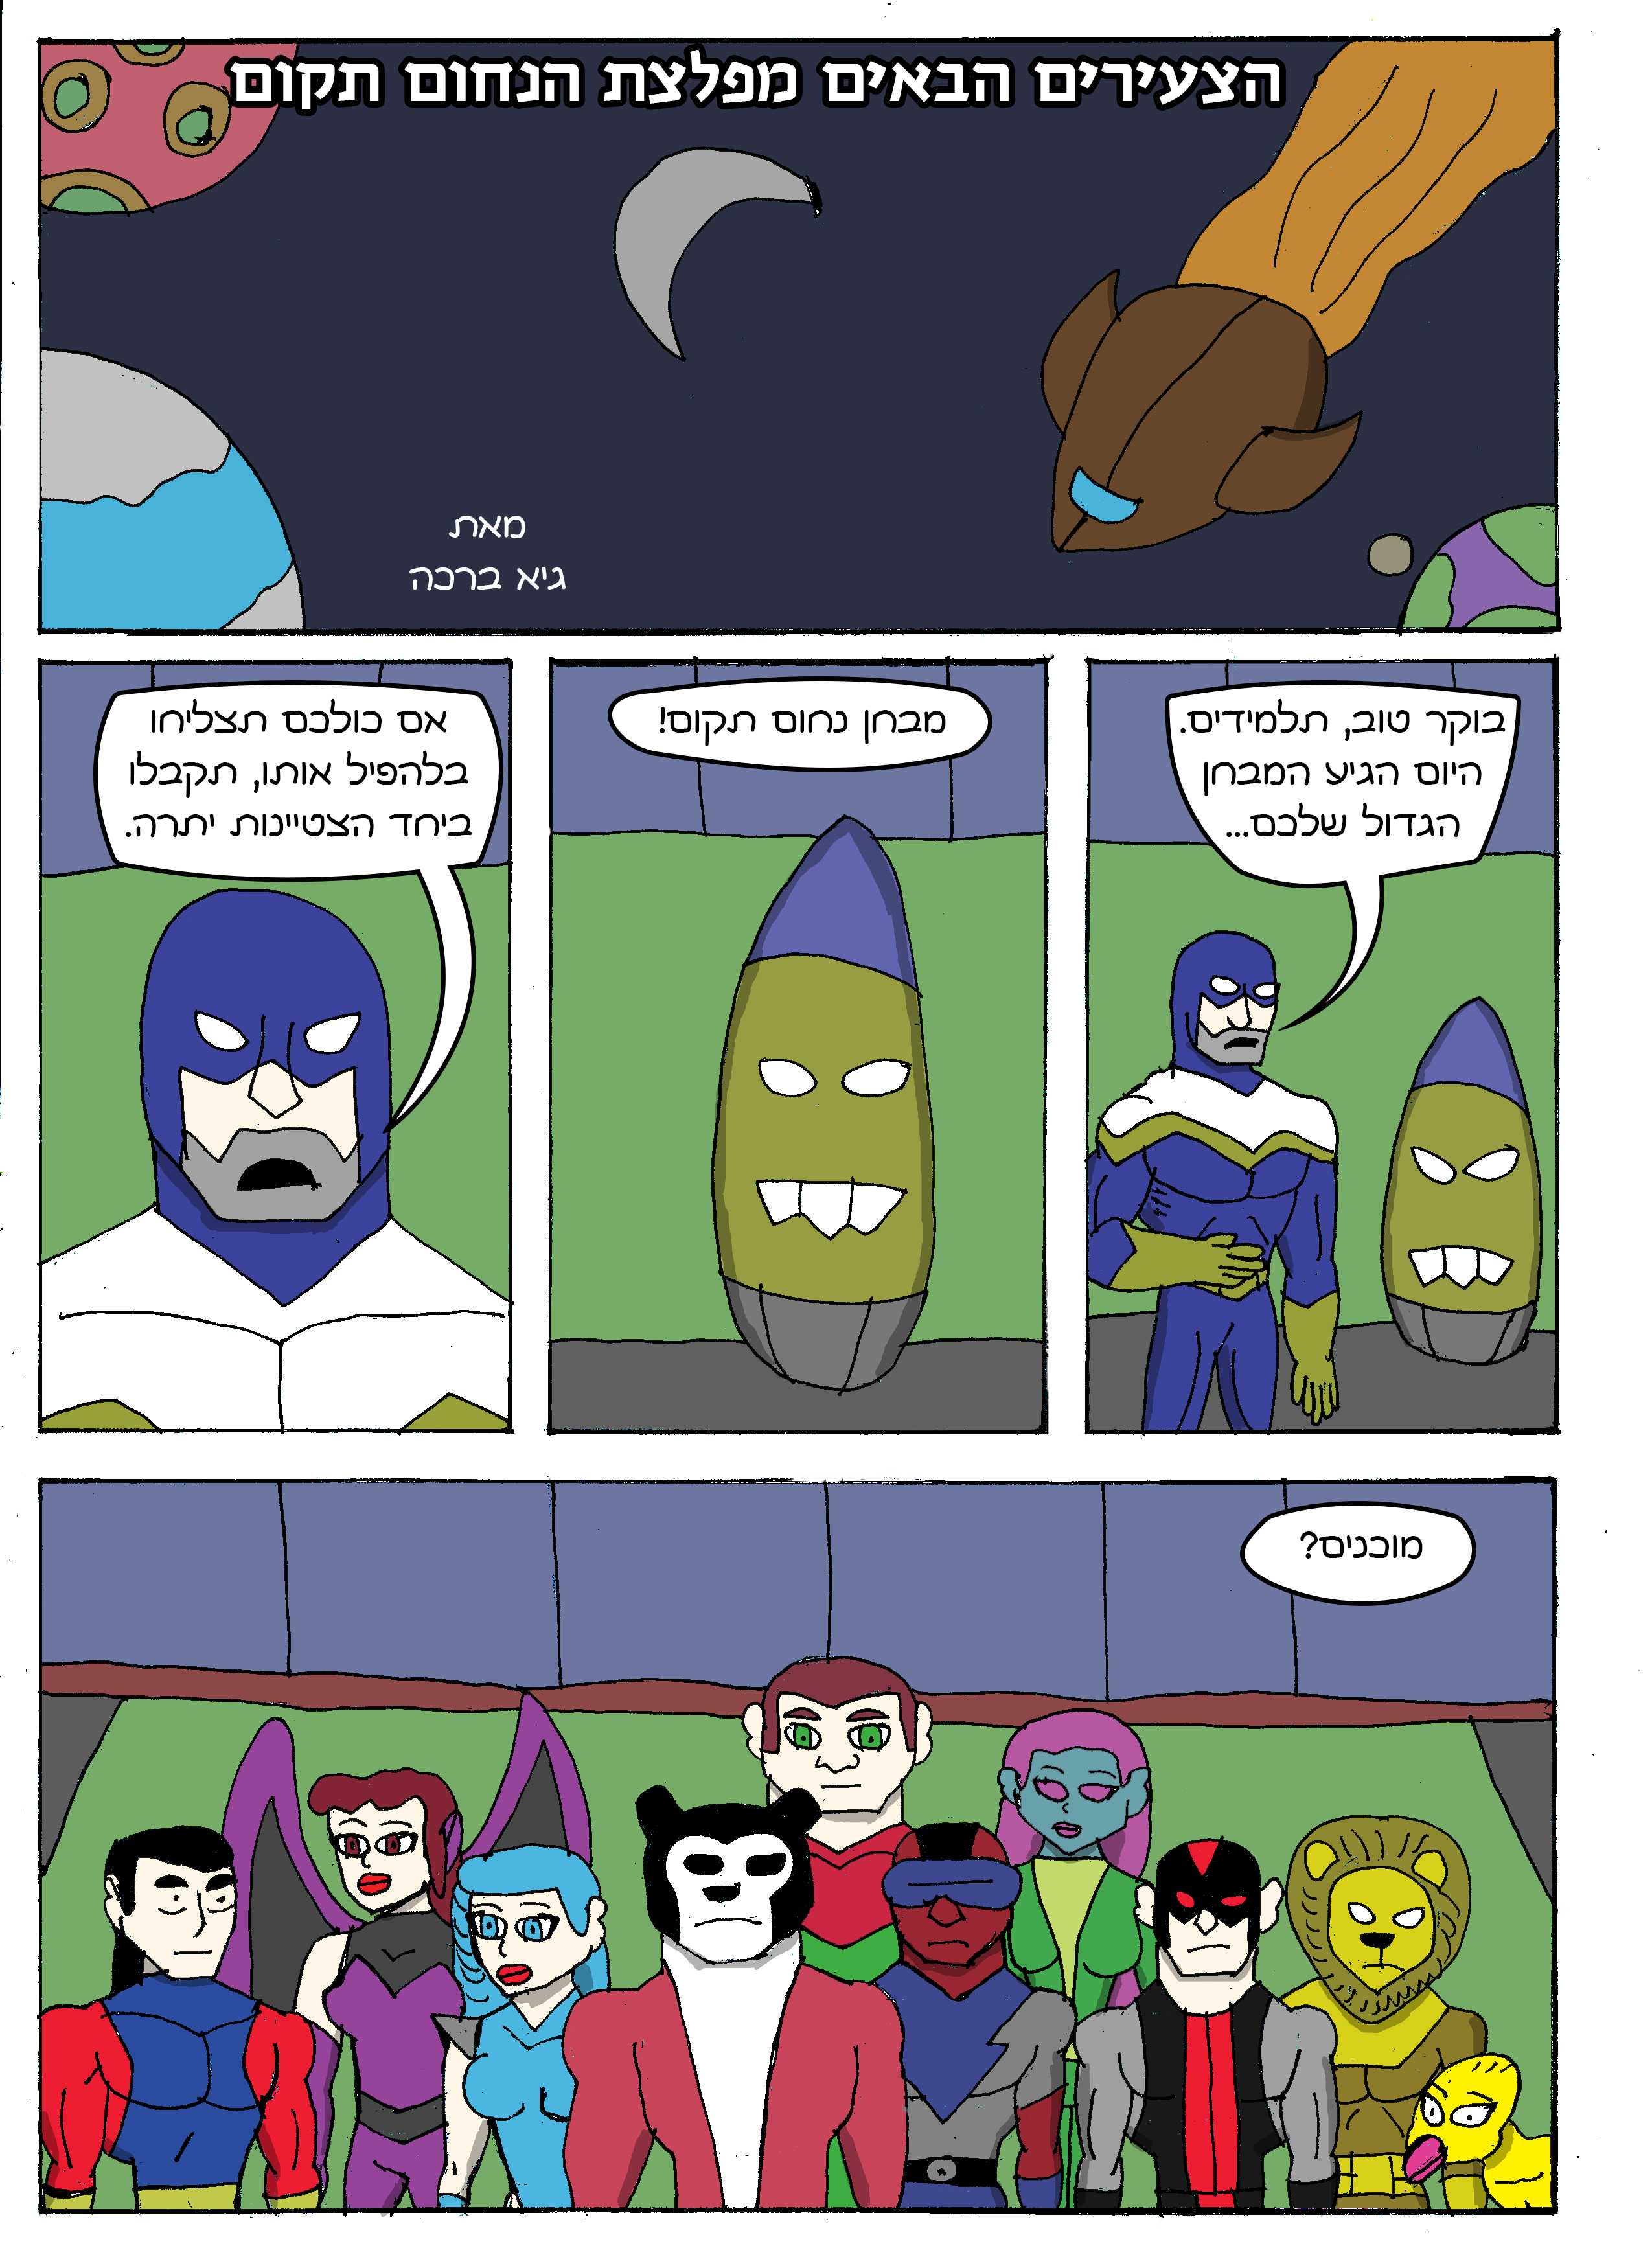 הצעירים הבאים מפלצת הנחום תקום
מאת
גיא ברכה
בוקר טוב, תלמידים.
היום הגיע המבחן
הגדול שלכם...
מבחן נחום תקום!
אם כולכם תצליחו
בלהפיל אותו, תקבלו
ביחד הצטיינות יתרה.
מוכנים?